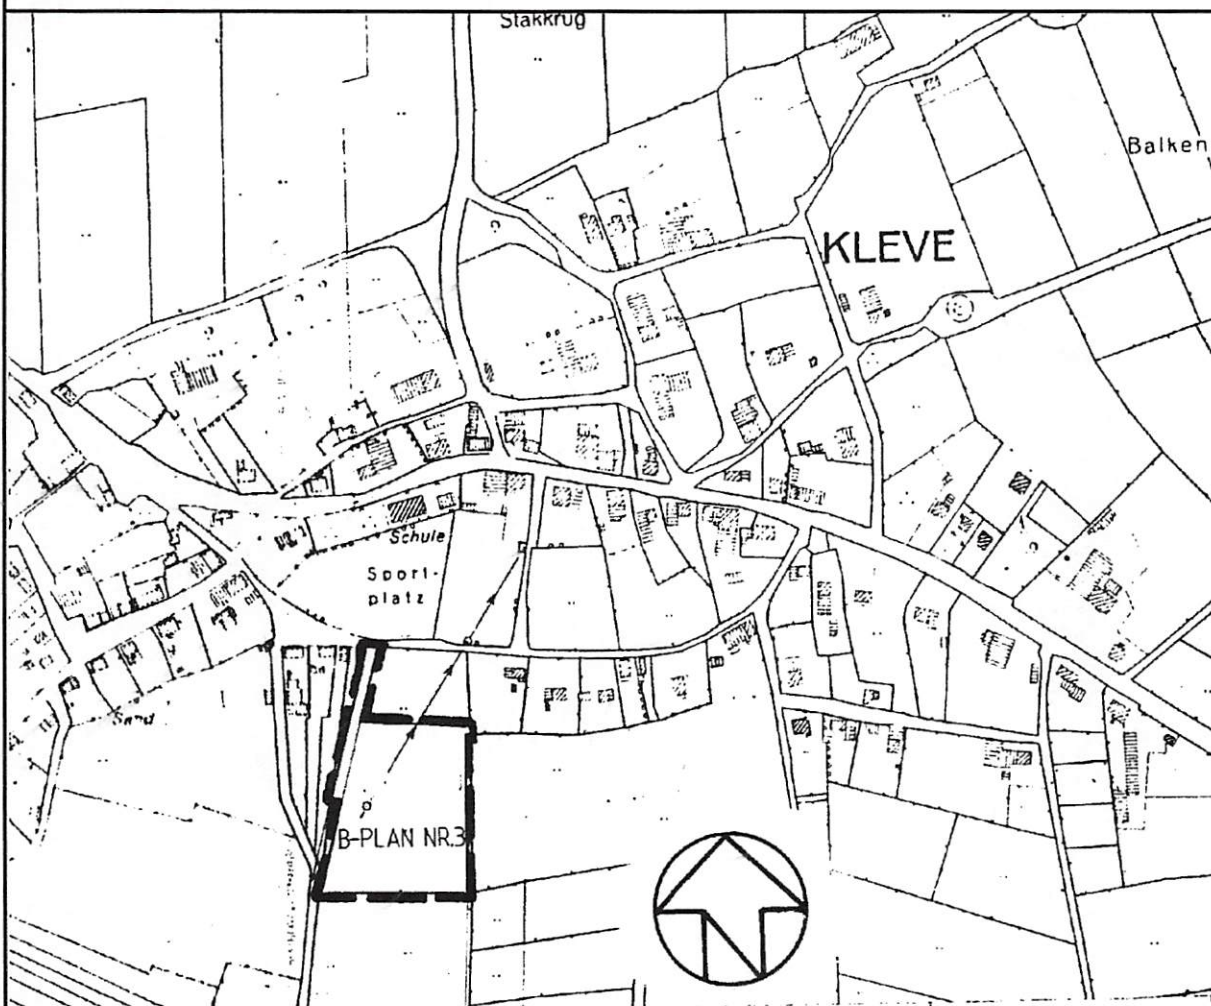 Stakkrug
Balken
KLEVE
Schule
Sport-
platz
Sand
B-PLAN NR.3